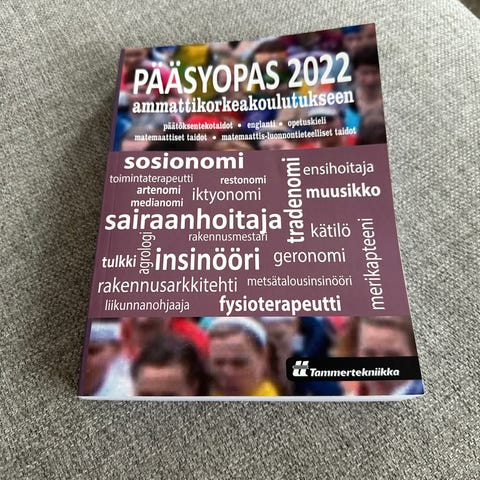 PÄÄSYOPAS 2022
ammattikorkeakoulutukseen
päätöksentekotaidot • englanti • opetuskieli
matemaattiset taidot • matemaattis-luonnontieteelliset taidot
sosionomi
toimintaterapeutti
restonomi
artenomi
medianomi
iktyonomi
tradenomi
ensihoitaja
muusikko
sairaanhoitaja
rakennusmestari
kätilö
merikapteeni
tulkki
agrologi
insinööri
geronomi
metsätalousinsinööri
rakennusarkkitehti
liikunnanohjaaja
fysioterapeutti
Tammertekniikka